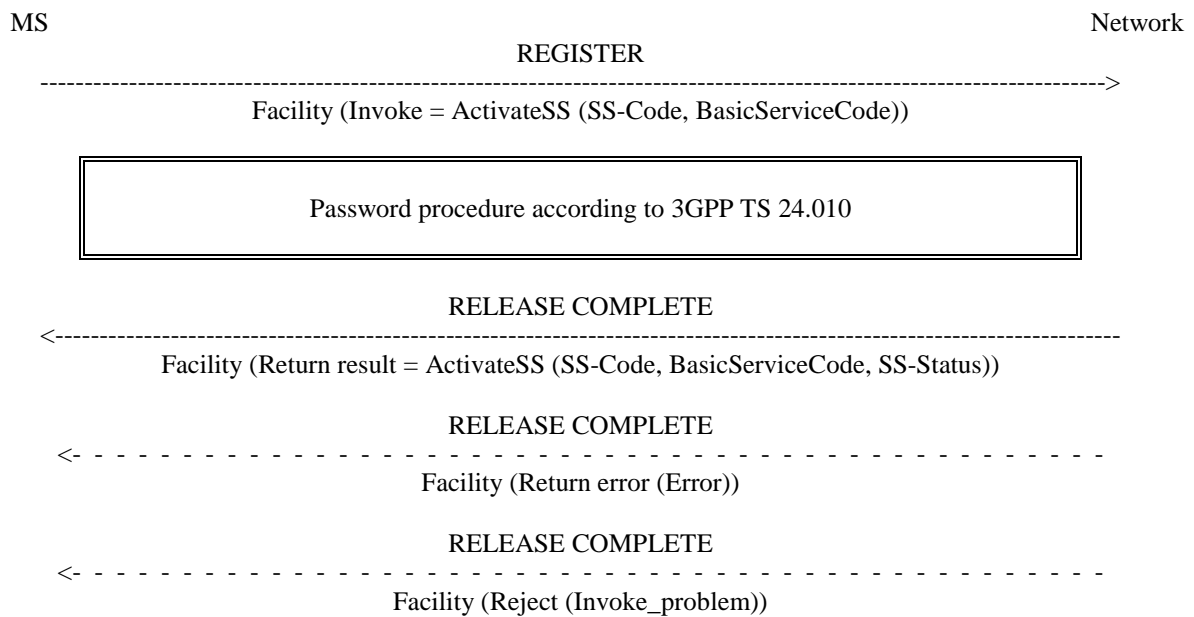 MS Network
REGISTER
------------------------------------------------------------------------------------------------------------------------>
Facility (Invoke = ActivateSS (SS-Code, BasicServiceCode))
Password procedure according to 3GPP TS 24.010
RELEASE COMPLETE
<------------------------------------------------------------------------------------------------------------------------
Facility (Return result = ActivateSS (SS-Code, BasicServiceCode, SS-Status))
RELEASE COMPLETE
<- - - - - - - - - - - - - - - - - - - - - - - - - - - - - - - - - - - - - - - - - - - - - - - - - - - - - - - - -
Facility (Return error (Error))
RELEASE COMPLETE
<- - - - - - - - - - - - - - - - - - - - - - - - - - - - - - - - - - - - - - - - - - - - - - - - - - - - - - - - -
Facility (Reject (Invoke_problem))